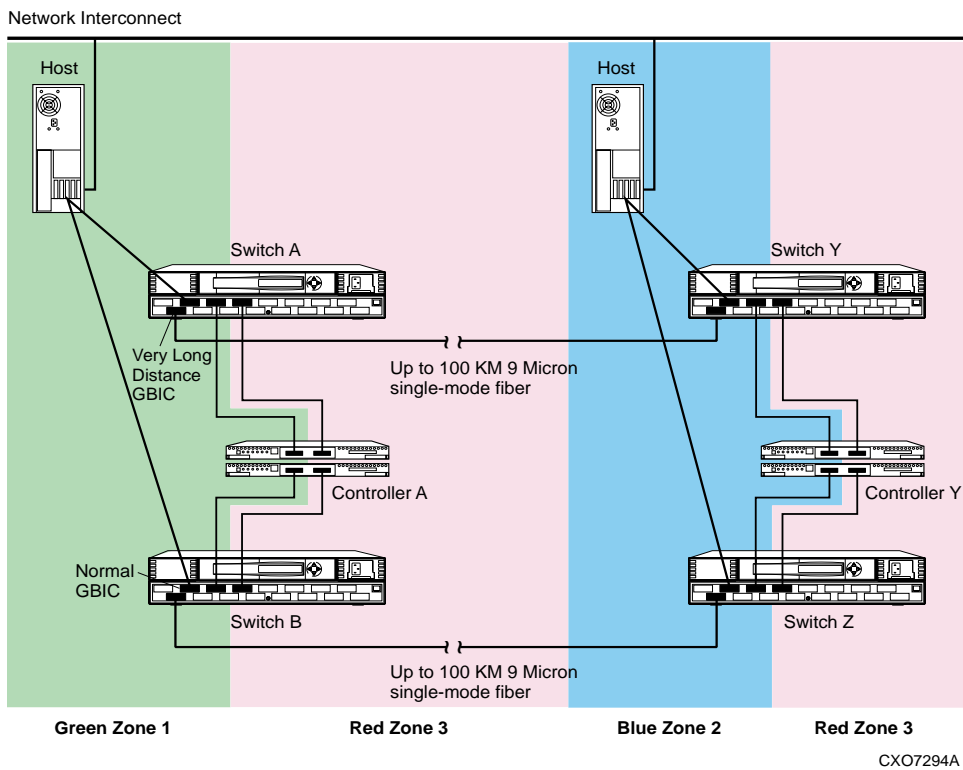 Network Interconnect
Host
Host
Switch A
Switch Y
Very Long
Distance
GBIC
Up to 100 KM 9 Micron
single-mode fiber
Controller A
Controller Y
Normal
GBIC
Switch B
Switch Z
Up to 100 KM 9 Micron
single-mode fiber
Green Zone 1
Red Zone 3
Blue Zone 2
Red Zone 3
CXO7294A